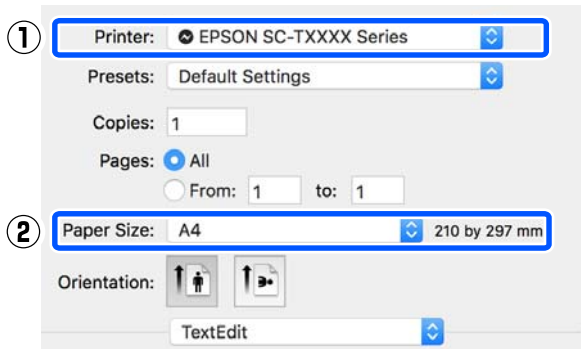 ① Printer: EPSON SC-TXXXX Series
Presets: Default Settings
Copies: 1
Pages: All
From: 1 to: 1
② Paper Size: A4 210 by 297 mm
Orientation:
TextEdit